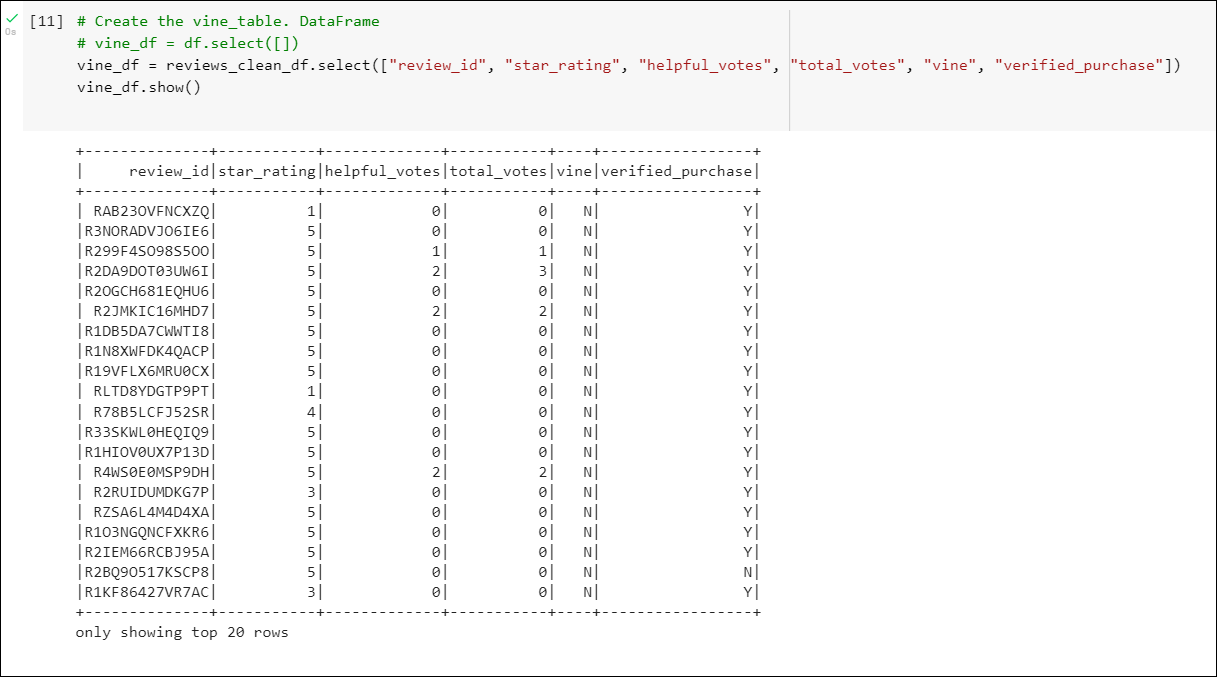 [11] # Create the vine_table. DataFrame
0s
# vine_df = df.select([])
vine_df = reviews_clean_df.select(["review_id", "star_rating", "helpful_votes", "total_votes", "vine", "verified_purchase"])
vine_df.show()
+--------------+-----------+-------------+-----------+----+-----------------+
|     review_id|star_rating|helpful_votes|total_votes|vine|verified_purchase|
+--------------+-----------+-------------+-----------+----+-----------------+
| RAB23OVFNCXZQ|          1|            0|          0|   N|                Y|
|R3NORADVJO6IE6|          5|            0|          0|   N|                Y|
|R299F4SO98S5OO|          5|            1|          1|   N|                Y|
|R2DA9DOT03UW6I|          5|            2|          3|   N|                Y|
|R2OGCH681EQHU6|          5|            0|          0|   N|                Y|
| R2JMKIC16MHD7|          5|            2|          2|   N|                Y|
|R1DB5DA7CWWTI8|          5|            0|          0|   N|                Y|
|R1N8XWFDK4QACP|          5|            0|          0|   N|                Y|
|R19VFLX6MRU0CX|          5|            0|          0|   N|                Y|
| RLTD8YDGTP9PT|          1|            0|          0|   N|                Y|
| R78B5LCFJ52SR|          4|            0|          0|   N|                Y|
|R33SKWL0HEQIQ9|          5|            0|          0|   N|                Y|
|R1HIOV0UX7P13D|          5|            0|          0|   N|                Y|
| R4WS0E0MSP9DH|          5|            2|          2|   N|                Y|
| R2RUIDUMDKG7P|          3|            0|          0|   N|                Y|
| RZSA6L4M4D4XA|          5|            0|          0|   N|                Y|
|R1O3NGQNCFXKR6|          5|            0|          0|   N|                Y|
|R2IEM66RCBJ95A|          5|            0|          0|   N|                Y|
|R2BQ9O517KSCP8|          5|            0|          0|   N|                N|
|R1KF86427VR7AC|          3|            0|          0|   N|                Y|
+--------------+-----------+-------------+-----------+----+-----------------+
only showing top 20 rows